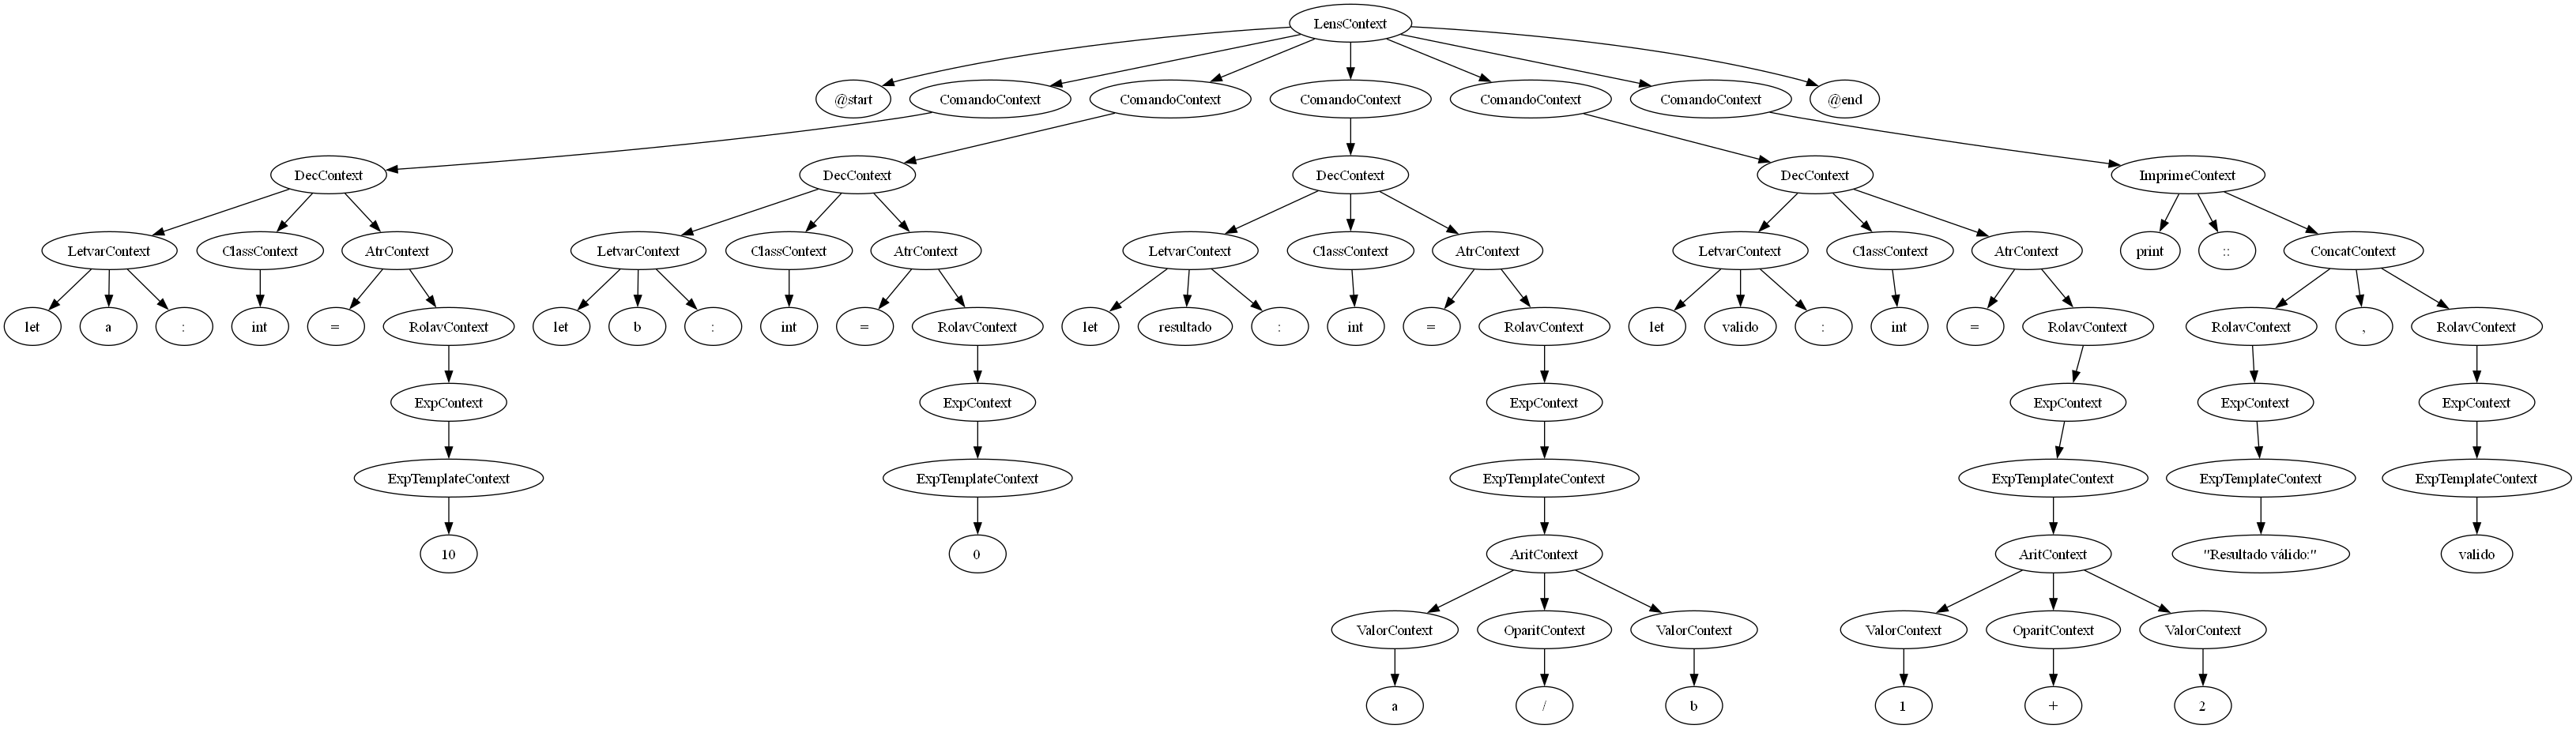 LensContext
@start ComandoContext ComandoContext ComandoContext ComandoContext ComandoContext @end
DecContext DecContext DecContext DecContext ImprimeContext
LetvarContext ClassContext AtrContext LetvarContext ClassContext AtrContext LetvarContext ClassContext AtrContext LetvarContext ClassContext AtrContext print :: ConcatContext
let a : int = RolavContext let b : int = RolavContext let resultado : int = RolavContext let valido : int = RolavContext RolavContext , RolavContext
ExpContext ExpContext ExpContext ExpContext ExpContext ExpContext
ExpTemplateContext ExpTemplateContext ExpTemplateContext ExpTemplateContext ExpTemplateContext ExpTemplateContext
10 0 AritContext AritContext "Resultado válido:" valido
ValorContext OparitContext ValorContext ValorContext OparitContext ValorContext
a / b 1 + 2